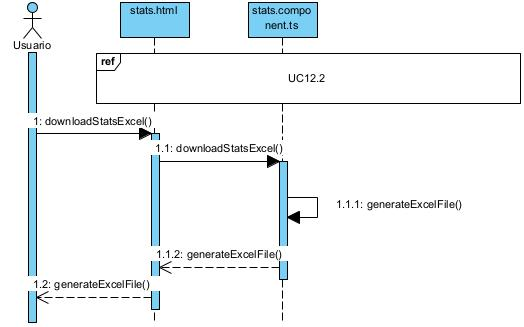 stats.html
stats.compo
nent.ts
Usuario
ref
UC12.2
1: downloadStatsExcel()
1.1: downloadStatsExcel()
1.1.1: generateExcelFile()
1.1.2: generateExcelFile()
1.2: generateExcelFile()